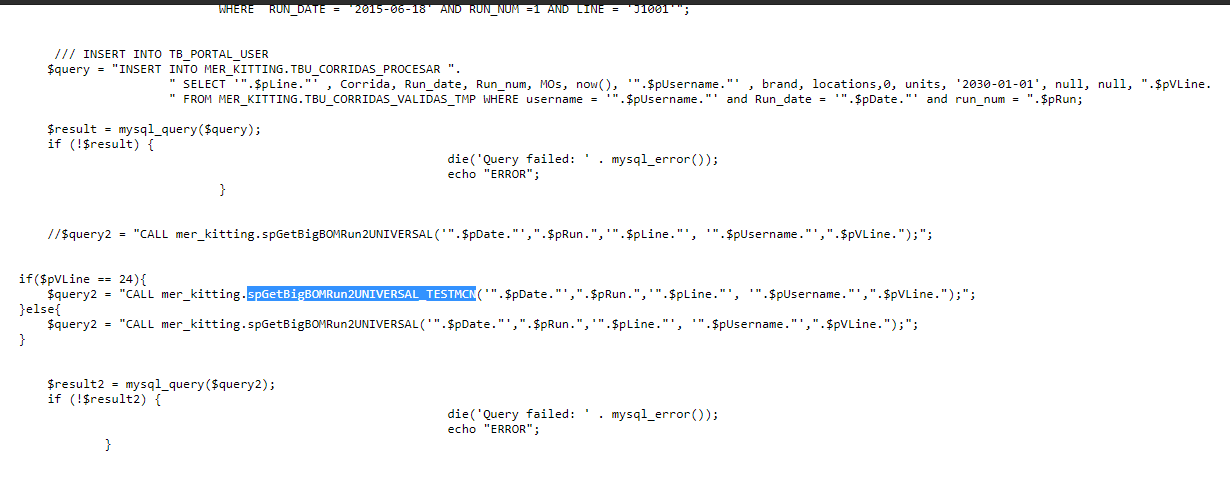 WHERE  RUN_DATE = '2015-06-18' AND RUN_NUM =1 AND LINE = 'J1001'";
/// INSERT INTO TB_PORTAL_USER
$query = "INSERT INTO MER_KITTING.TBU_CORRIDAS_PROCESAR ".
" SELECT '".$pLine."' , Corrida, Run_date, Run_num, MOs, now(), '".$pUsername."' , brand, locations,0, units, '2030-01-01', null, null, ".$pVLine.
" FROM MER_KITTING.TBU_CORRIDAS_VALIDAS_TMP WHERE username = '".$pUsername."' and Run_date = '".$pDate."' and run_num = ".$pRun;
$result = mysql_query($query);
if (!$result) {
die('Query failed: ' . mysql_error());
echo "ERROR";
}
//$query2 = "CALL mer_kitting.spGetBigBOMRun2UNIVERSAL('".$pDate."',".$pRun.",'".$pLine."', '".$pUsername."',".$pVLine.");";
if($pVLine == 24){
$query2 = "CALL mer_kitting.spGetBigBOMRun2UNIVERSAL_TESTMCN('".$pDate."',".$pRun.",'".$pLine."', '".$pUsername."',".$pVLine.");";
}else{
$query2 = "CALL mer_kitting.spGetBigBOMRun2UNIVERSAL('".$pDate."',".$pRun.",'".$pLine."', '".$pUsername."',".$pVLine.");";
}
$result2 = mysql_query($query2);
if (!$result2) {
die('Query failed: ' . mysql_error());
echo "ERROR";
}